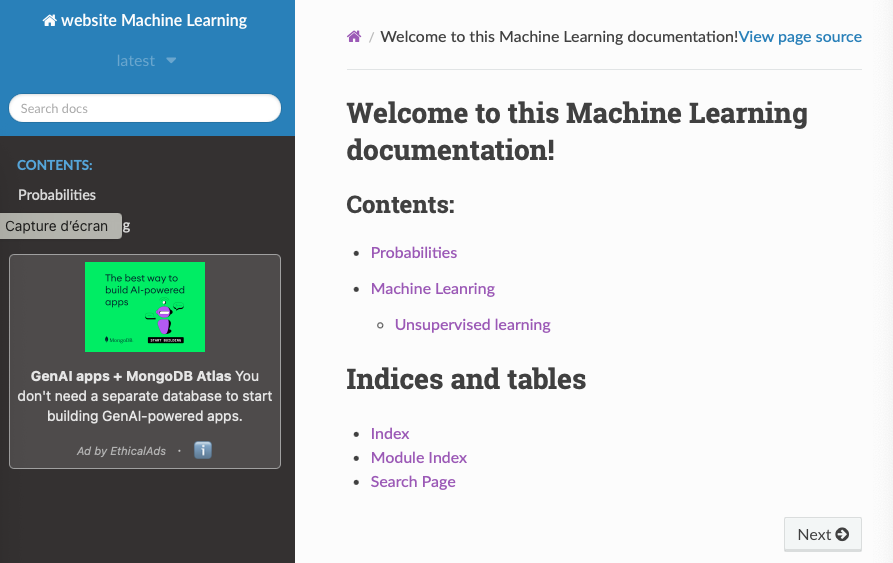 website Machine Learning
latest
Search docs
CONTENTS:
Probabilities
Capture d'écran
g
The best way to
build AI-powered
apps
MongoDB
START BUILDING
GenAI apps + MongoDB Atlas You
don't need a separate database to start
building GenAI-powered apps.
Ad by EthicalAds ·
/ Welcome to this Machine Learning documentation!
View page source
Welcome to this Machine Learning
documentation!
Contents:
• Probabilities
• Machine Leanring
◦ Unsupervised learning
Indices and tables
• Index
• Module Index
• Search Page
Next